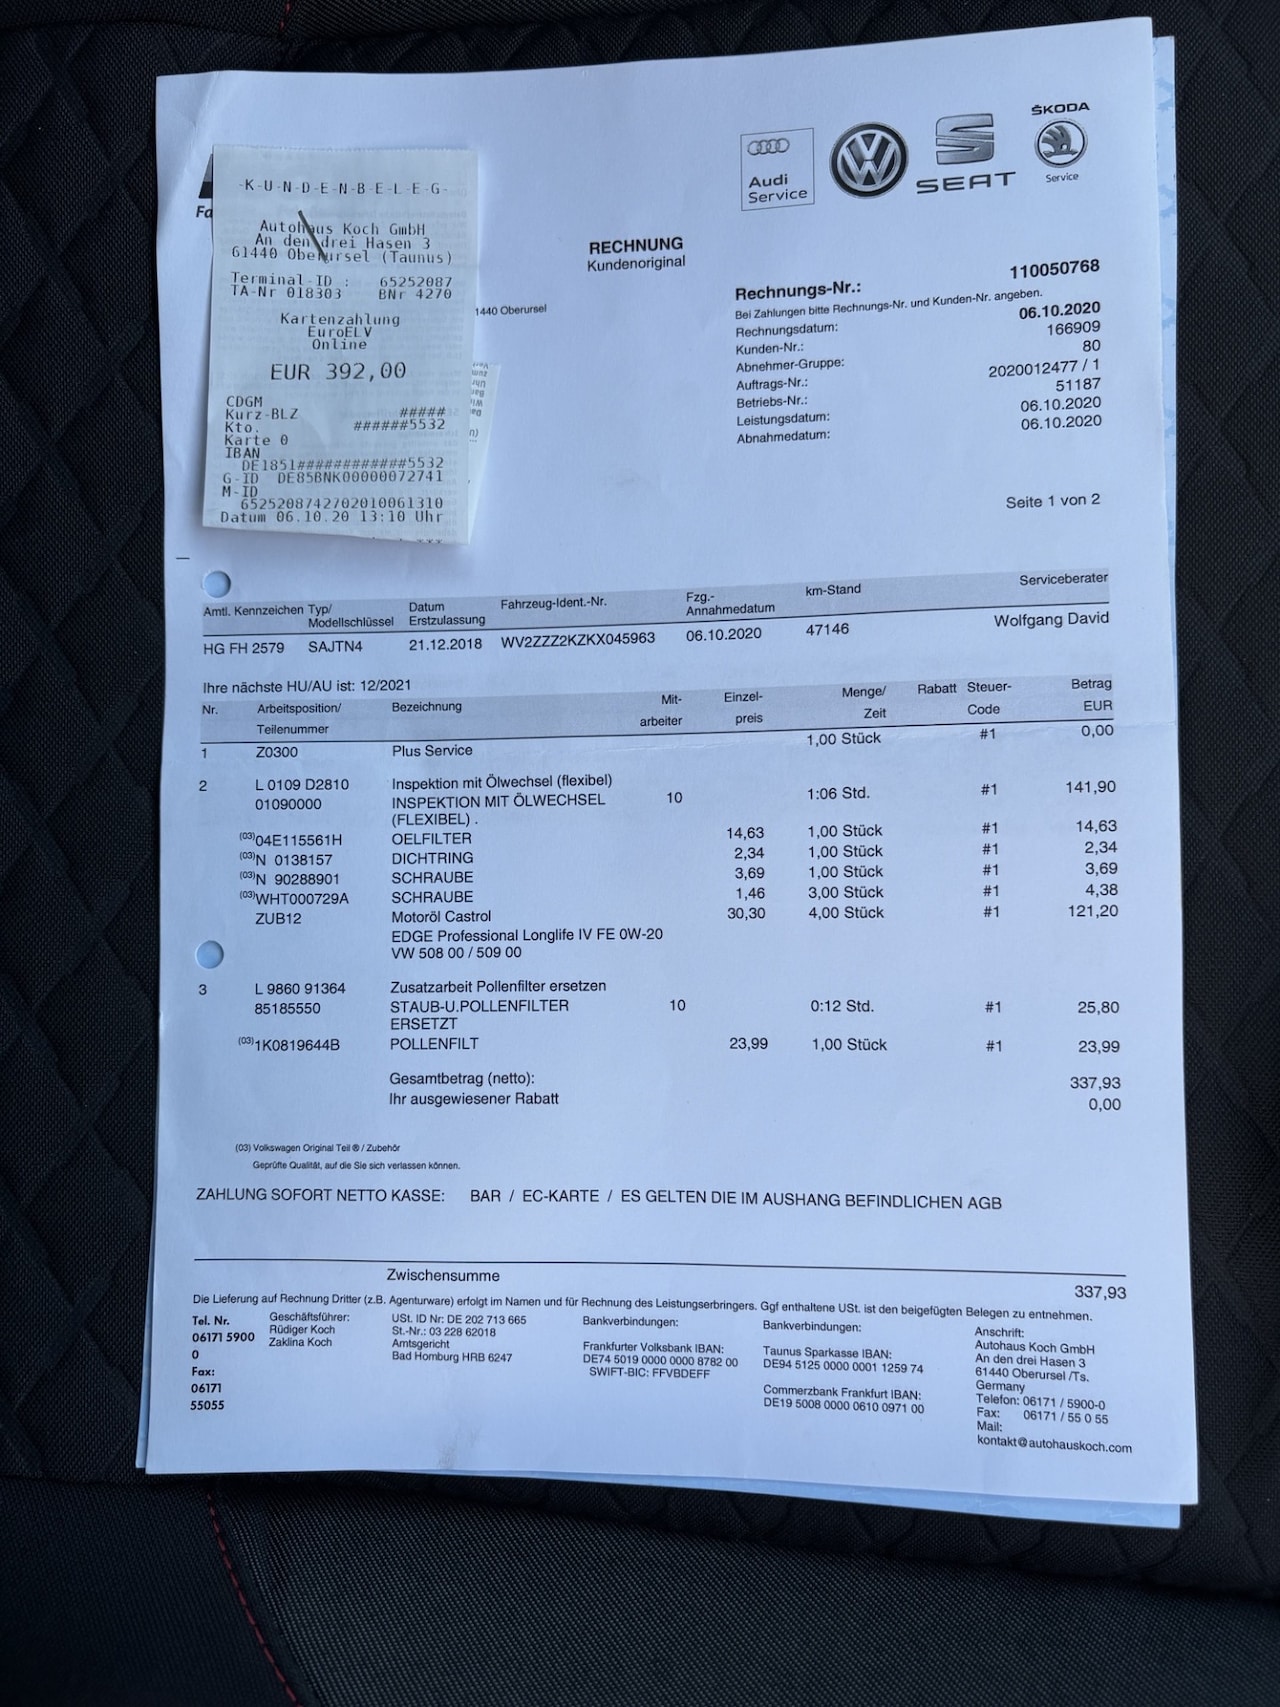 -K-U-N-D-E-N-B-E-L-E-G-
Autohaus Koch GmbH
An den drei Hasen 3
61440 Oberursel (Taunus)
Terminal-ID : 65252087
TA-Nr 018303 BNr 4270
Kartenzahlung
EuroELV
Online
EUR 392,00
CDGM
Kurz-BLZ #####
Kto. ######5532
Karte 0
IBAN
DE1851############5532
G-ID DE85BNK00000072741
M-ID
6525208742702010061310
Datum 06.10.20 13:10 Uhr
Fa
1440 Oberursel
Audi
Service
SEAT
ŠKODA
Service
RECHNUNG
Kundenoriginal
Rechnungs-Nr.: 110050768
Bei Zahlungen bitte Rechnungs-Nr. und Kunden-Nr. angeben.
Rechnungsdatum: 06.10.2020
Kunden-Nr.: 166909
Abnehmer-Gruppe: 80
Auftrags-Nr.: 2020012477 / 1
Betriebs-Nr.: 51187
Leistungsdatum: 06.10.2020
Abnahmedatum: 06.10.2020
Seite 1 von 2
Amtl. Kennzeichen Typ/ Modellschlüssel Datum Erstzulassung Fahrzeug-Ident.-Nr. Fzg.- Annahmedatum km-Stand Serviceberater
HG FH 2579 SAJTN4 21.12.2018 WV2ZZZ2KZKX045963 06.10.2020 47146 Wolfgang David
Ihre nächste HU/AU ist: 12/2021
Nr. Arbeitsposition/ Bezeichnung Mit- Einzel- Menge/ Rabatt Steuer- Betrag
Teilenummer arbeiter preis Zeit Code EUR
1 Z0300 Plus Service 1,00 Stück #1 0,00
2 L 0109 D2810 Inspektion mit Ölwechsel (flexibel)
01090000 INSPEKTION MIT ÖLWECHSEL 10 1:06 Std. #1 141,90
(FLEXIBEL) .
(03)04E115561H OELFILTER 14,63 1,00 Stück #1 14,63
(03)N 0138157 DICHTRING 2,34 1,00 Stück #1 2,34
(03)N 90288901 SCHRAUBE 3,69 1,00 Stück #1 3,69
(03)WHT000729A SCHRAUBE 1,46 3,00 Stück #1 4,38
ZUB12 Motoröl Castrol 30,30 4,00 Stück #1 121,20
EDGE Professional Longlife IV FE 0W-20
VW 508 00 / 509 00
3 L 9860 91364 Zusatzarbeit Pollenfilter ersetzen
85185550 STAUB-U.POLLENFILTER 10 0:12 Std. #1 25,80
ERSETZT
(03)1K0819644B POLLENFILT 23,99 1,00 Stück #1 23,99
Gesamtbetrag (netto): 337,93
Ihr ausgewiesener Rabatt 0,00
(03) Volkswagen Original Teil ® / Zubehör
Geprüfte Qualität, auf die Sie sich verlassen können.
ZAHLUNG SOFORT NETTO KASSE: BAR / EC-KARTE / ES GELTEN DIE IM AUSHANG BEFINDLICHEN AGB
Zwischensumme 337,93
Die Lieferung auf Rechnung Dritter (z.B. Agenturware) erfolgt im Namen und für Rechnung des Leistungserbringers. Ggf enthaltene USt. ist den beigefügten Belegen zu entnehmen.
Tel. Nr.
06171 5900
0
Fax:
06171
55055
Geschäftsführer:
Rüdiger Koch
Zaklina Koch
USt. ID Nr: DE 202 713 665
St.-Nr.: 03 228 62018
Amtsgericht
Bad Homburg HRB 6247
Bankverbindungen:
Frankfurter Volksbank IBAN:
DE74 5019 0000 0000 8782 00
SWIFT-BIC: FFVBDEFF
Bankverbindungen:
Taunus Sparkasse IBAN:
DE94 5125 0000 0001 1259 74
Commerzbank Frankfurt IBAN:
DE19 5008 0000 0610 0971 00
Anschrift:
Autohaus Koch GmbH
An den drei Hasen 3
61440 Oberursel /Ts.
Germany
Telefon: 06171 / 5900-0
Fax: 06171 / 55 0 55
Mail:
kontakt@autohauskoch.com